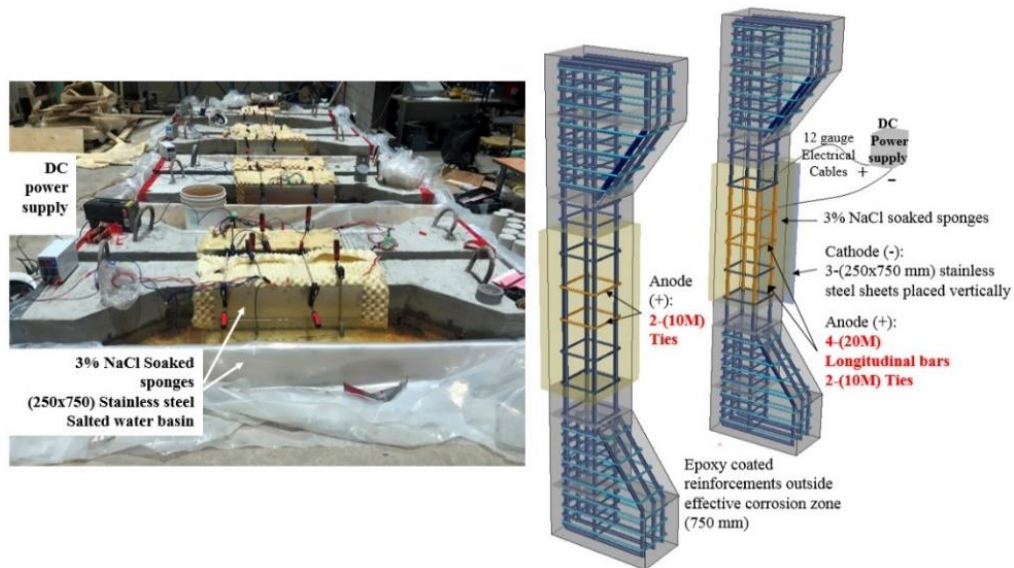 DC
power
supply
3% NaCl Soaked
sponges
(250x750) Stainless steel
Salted water basin
Anode
(+):
2-(10M)
Ties
Epoxy coated
reinforcements outside
effective corrosion zone
(750 mm)
12 gauge
Electrical
Cables
+
DC
Power
supply
−
3% NaCl soaked sponges
Cathode (-):
3-(250x750 mm) stainless
steel sheets placed vertically
Anode (+):
4-(20M)
Longitudinal bars
2-(10M) Ties